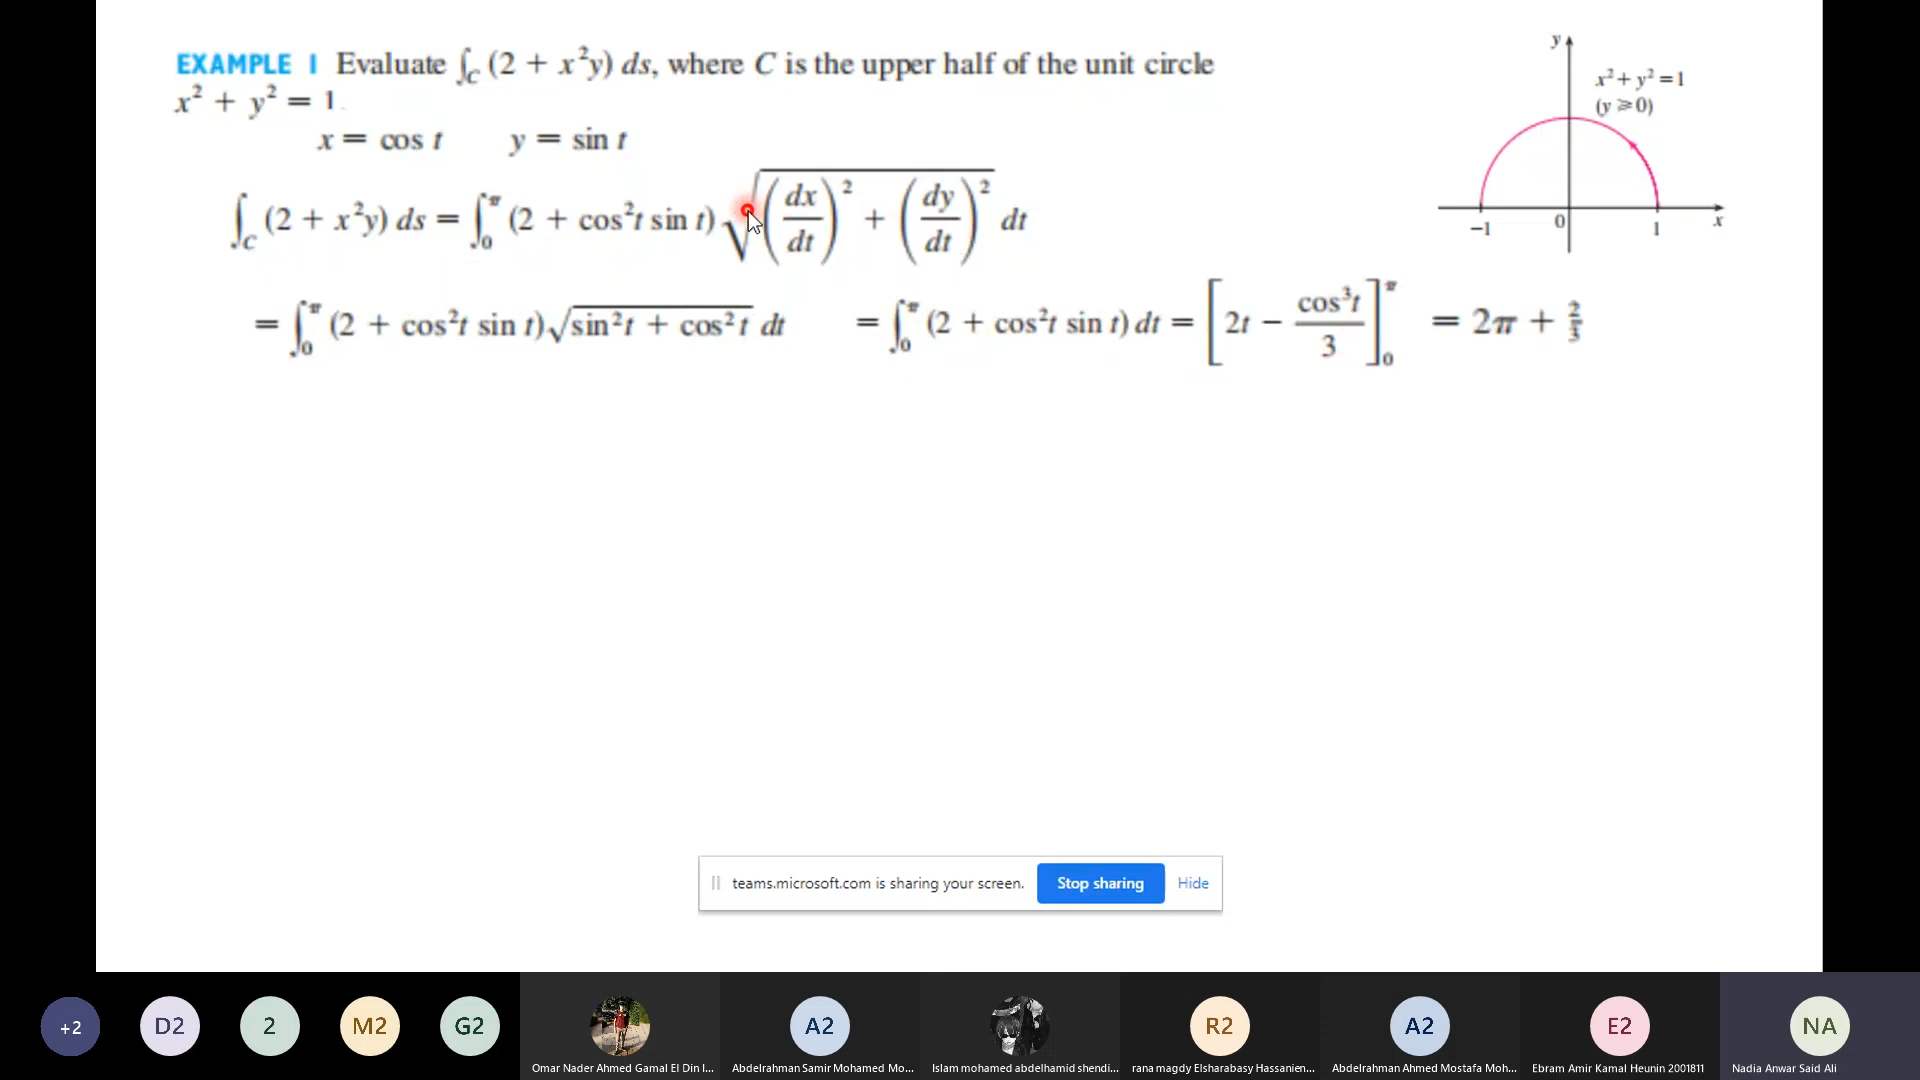 EXAMPLE 1 Evaluate ∫_C (2 + x²y) ds, where C is the upper half of the unit circle
x² + y² = 1.
x = cos t y = sin t
∫_C (2 + x²y) ds = ∫₀^π (2 + cos²t sin t) √((dx/dt)² + (dy/dt)²) dt
= ∫₀^π (2 + cos²t sin t)√(sin²t + cos²t) dt = ∫₀^π (2 + cos²t sin t) dt = [2t − cos³t/3]₀^π = 2π + 2/3
y
x² + y² = 1
(y ⩾ 0)
−1 0 1 x
teams.microsoft.com is sharing your screen. Stop sharing Hide
+2 D2 2 M2 G2 A2 R2 A2 E2 NA
Omar Nader Ahmed Gamal El Din I... Abdelrahman Samir Mohamed Mo... Islam mohamed abdelhamid shendi... rana magdy Elsharabasy Hassanien... Abdelrahman Ahmed Mostafa Moh... Ebram Amir Kamal Heunin 2001811 Nadia Anwar Said Ali